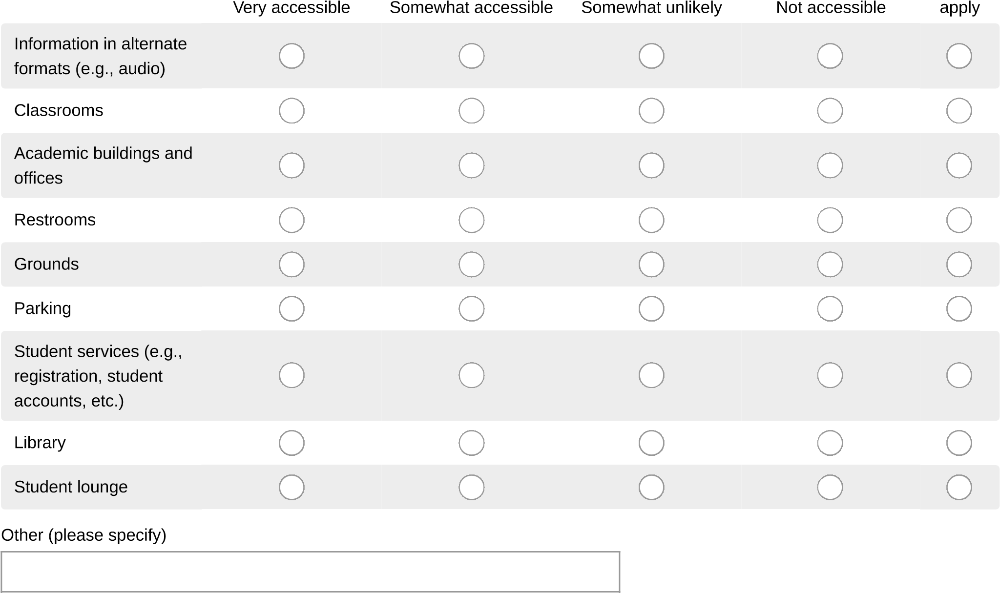 Very accessible Somewhat accessible Somewhat unlikely Not accessible apply
Information in alternate
formats (e.g., audio)
Classrooms
Academic buildings and
offices
Restrooms
Grounds
Parking
Student services (e.g.,
registration, student
accounts, etc.)
Library
Student lounge
Other (please specify)